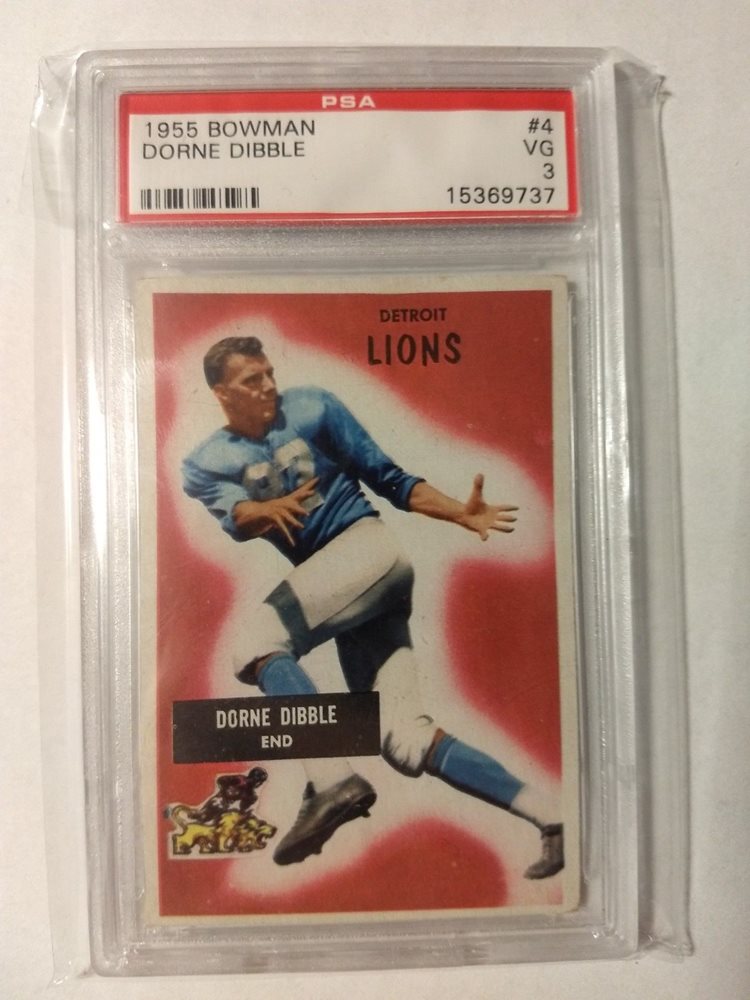 PSA
1955 BOWMAN #4
DORNE DIBBLE VG
3
15369737
DETROIT
LIONS
DORNE DIBBLE
END